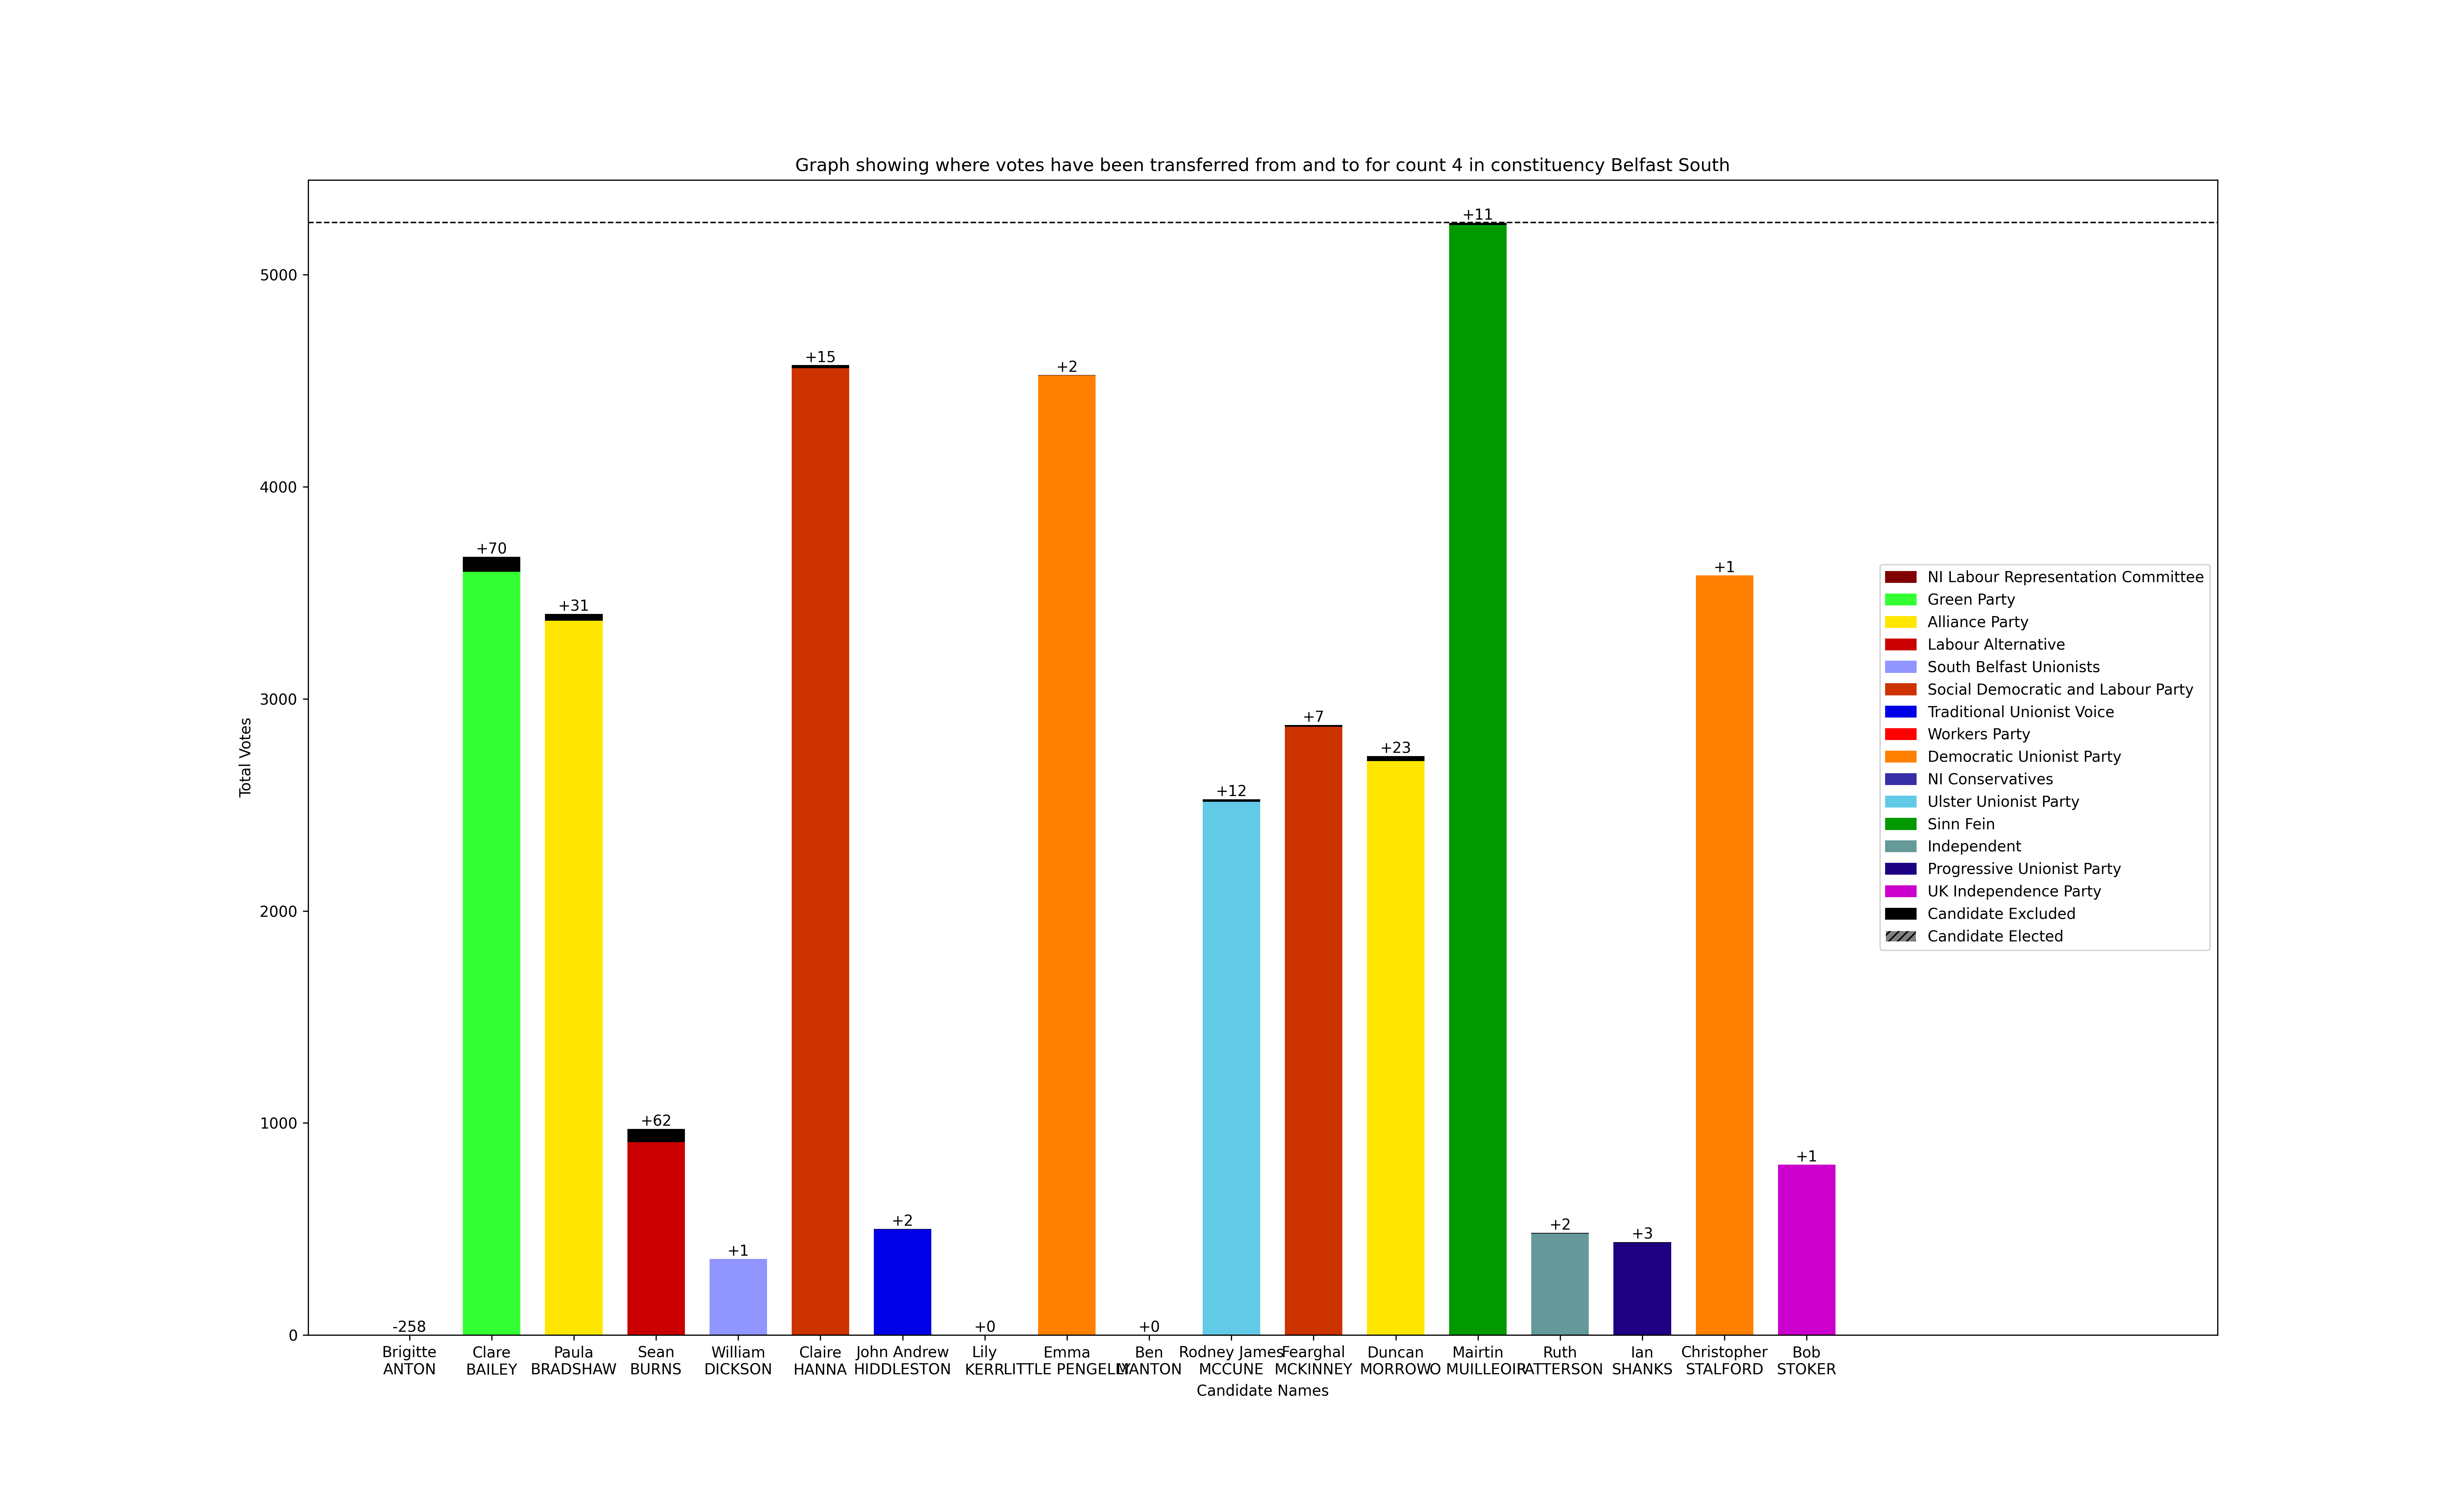 Graph showing where votes have been transferred from and to for count 4 in constituency Belfast South
Total Votes
5000
4000
3000
2000
1000
0
-258
+70
+31
+62
+1
+15
+2
+0
+2
+0
+12
+7
+23
+11
+2
+3
+1
+1
Brigitte
ANTON
Clare
BAILEY
Paula
BRADSHAW
Sean
BURNS
William
DICKSON
Claire
HANNA
John Andrew
HIDDLESTON
Lily
KERR
Emma
LITTLE PENGELLY
Ben
MANTON
Rodney James
MCCUNE
Fearghal
MCKINNEY
Duncan
MORROW
Mairtin
O MUILLEOIR
Ruth
PATTERSON
Ian
SHANKS
Christopher
STALFORD
Bob
STOKER
Candidate Names
NI Labour Representation Committee
Green Party
Alliance Party
Labour Alternative
South Belfast Unionists
Social Democratic and Labour Party
Traditional Unionist Voice
Workers Party
Democratic Unionist Party
NI Conservatives
Ulster Unionist Party
Sinn Fein
Independent
Progressive Unionist Party
UK Independence Party
Candidate Excluded
Candidate Elected